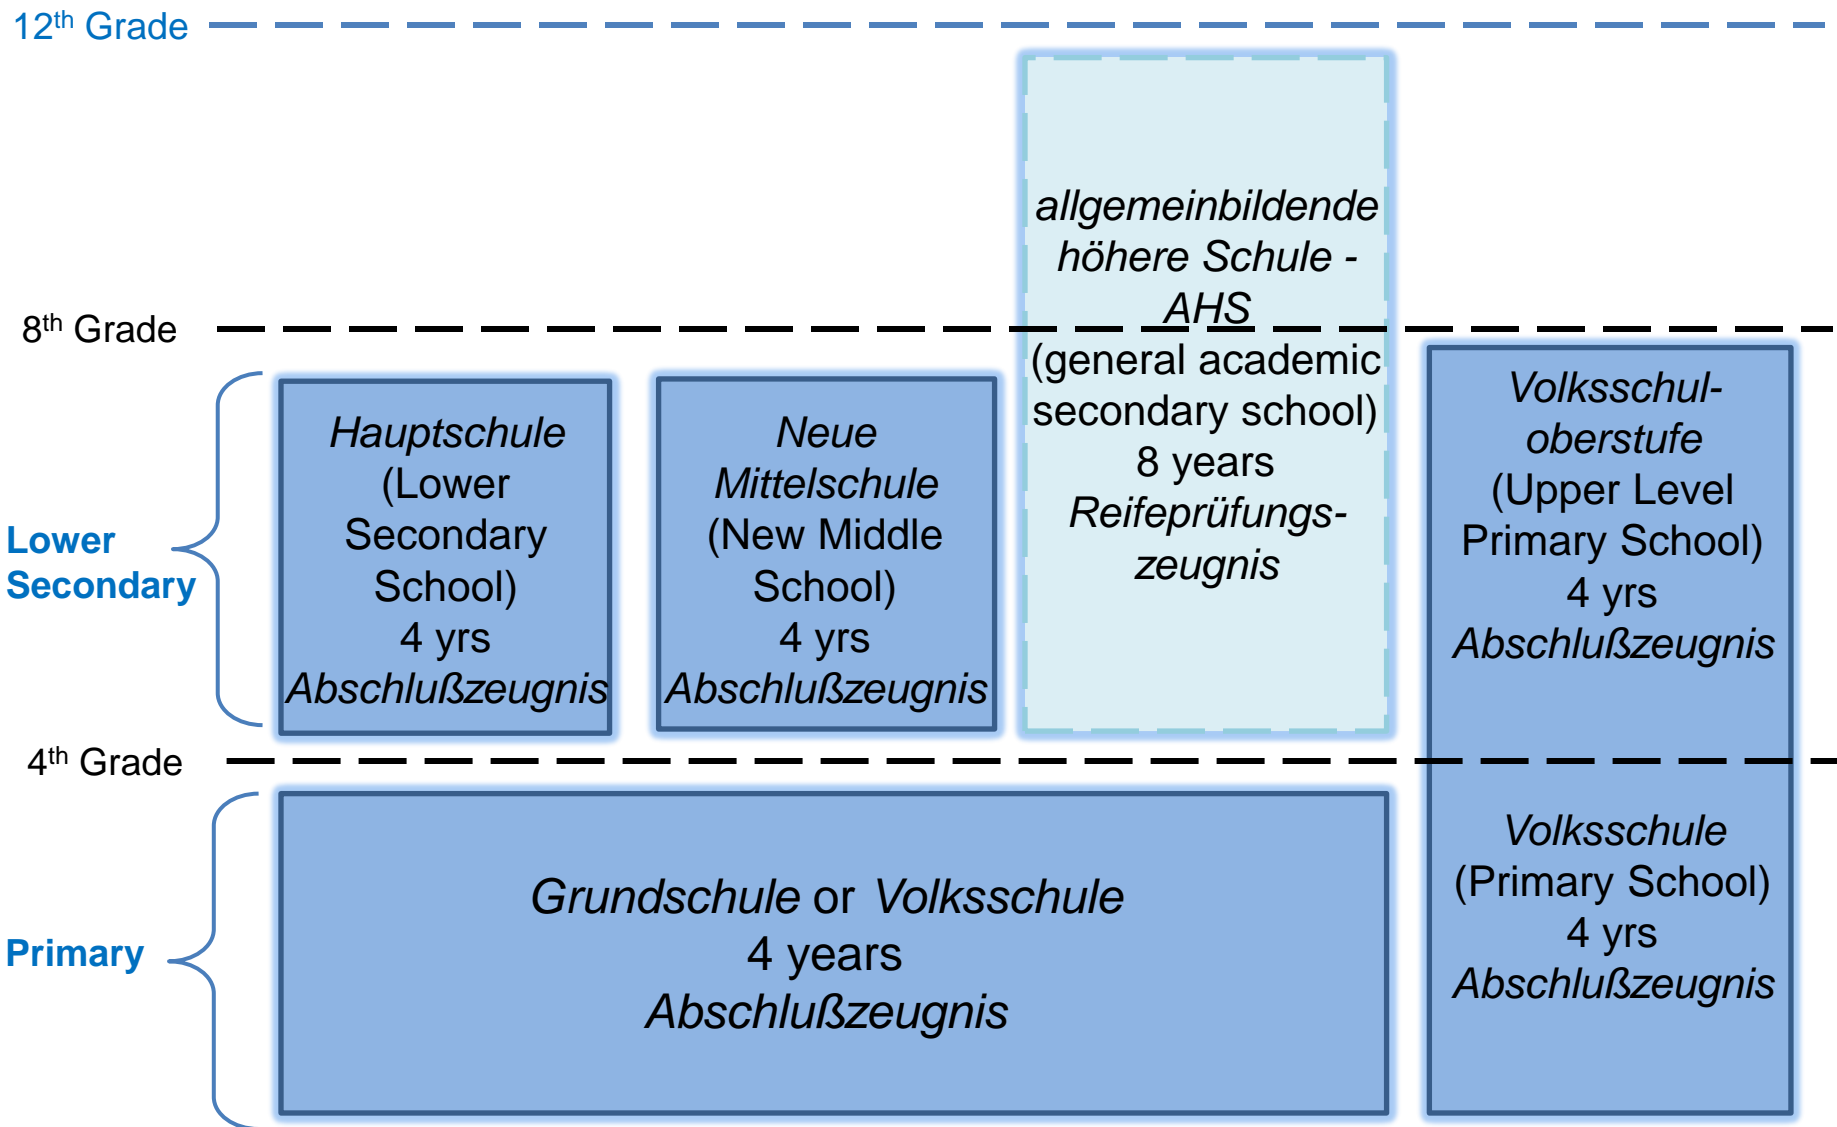 12th Grade
allgemeinbildende
höhere Schule -
AHS
(general academic
secondary school)
8 years
Reifeprüfungs-
zeugnis
8th Grade
Lower
Secondary
Hauptschule
(Lower
Secondary
School)
4 yrs
Abschlußzeugnis
Neue
Mittelschule
(New Middle
School)
4 yrs
Abschlußzeugnis
Volksschul-
oberstufe
(Upper Level
Primary School)
4 yrs
Abschlußzeugnis
4th Grade
Primary
Grundschule or Volksschule
4 years
Abschlußzeugnis
Volksschule
(Primary School)
4 yrs
Abschlußzeugnis